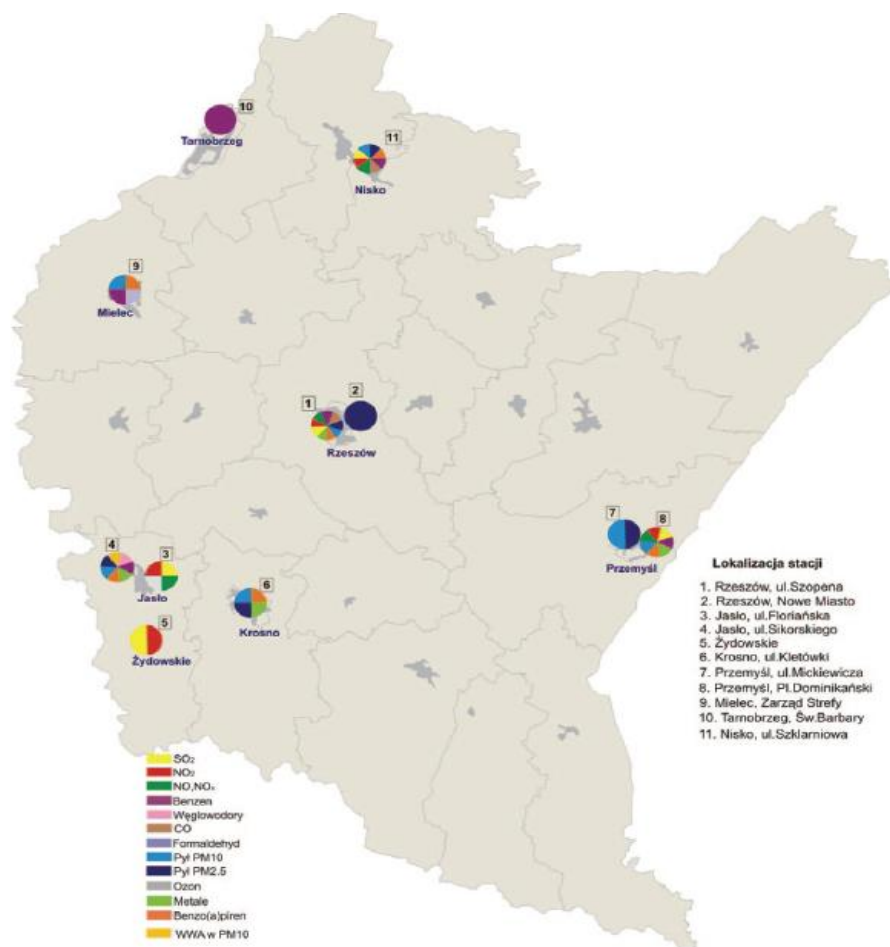 10
Tarnobrzeg
11
Nisko
9
Mielec
1
2
Rzeszów
7
8
Przemyśl
4
3
Jasło
6
Krosno
5
Żydowskie
Lokalizacja stacji
1. Rzeszów, ul.Szopena
2. Rzeszów, Nowe Miasto
3. Jasło, ul.Floriańska
4. Jasło, ul.Sikorskiego
5. Żydowskie
6. Krosno, ul.Kletówki
7. Przemyśl, ul.Mickiewicza
8. Przemyśl, Pl.Dominikański
9. Mielec, Zarząd Strefy
10. Tarnobrzeg, Św.Barbary
11. Nisko, ul.Szklarniowa
SO₂
NO₂
NO,NOₓ
Benzen
Węglowodory
CO
Formaldehyd
Pył PM10
Pył PM2.5
Ozon
Metale
Benzo(a)piren
WWA w PM10